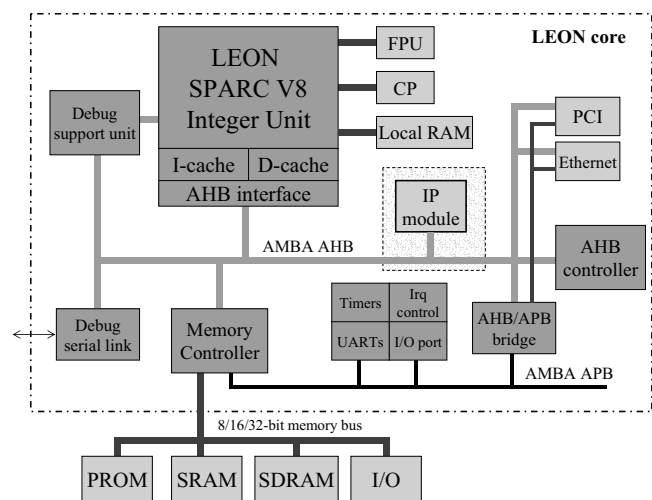 LEON core
LEON
SPARC V8
Integer Unit
I-cache
D-cache
AHB interface
FPU
CP
Local RAM
Debug
support unit
PCI
Ethernet
IP
module
AMBA AHB
AHB
controller
Debug
serial link
Memory
Controller
Timers
Irq
control
UARTs
I/O port
AHB/APB
bridge
AMBA APB
8/16/32-bit memory bus
PROM
SRAM
SDRAM
I/O